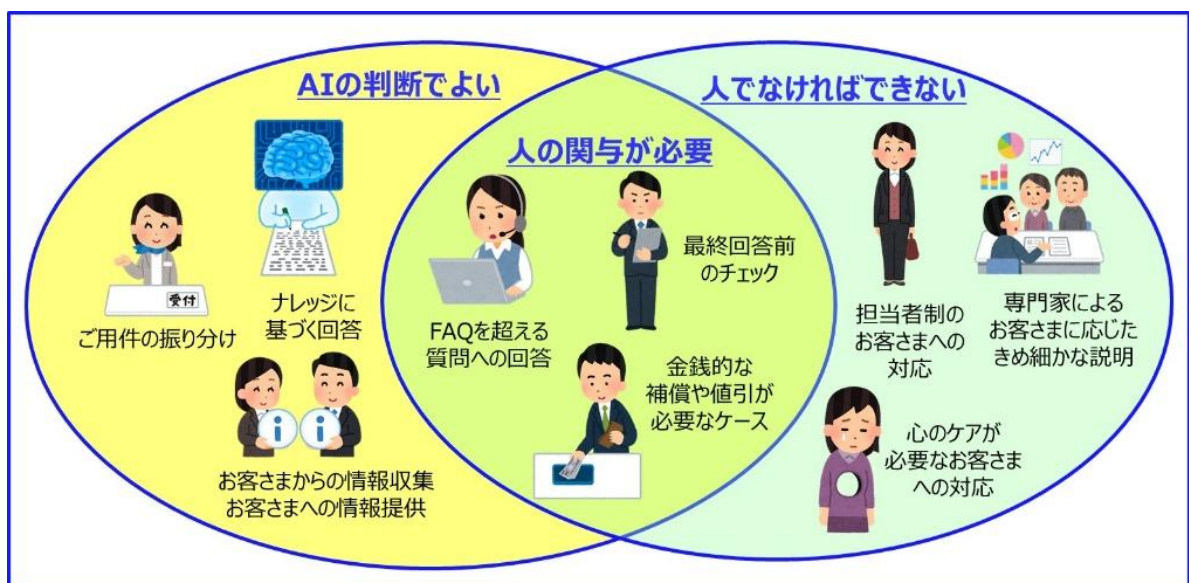 AIの判断でよい
人でなければできない
人の関与が必要
受付
ご用件の振り分け
ナレッジに
基づく回答
お客さまからの情報収集
お客さまへの情報提供
FAQを超える
質問への回答
最終回答前
のチェック
金銭的な
補償や値引が
必要なケース
担当者制の
お客さまへの
対応
専門家による
お客さまに応じた
きめ細かな説明
心のケアが
必要なお客さま
への対応